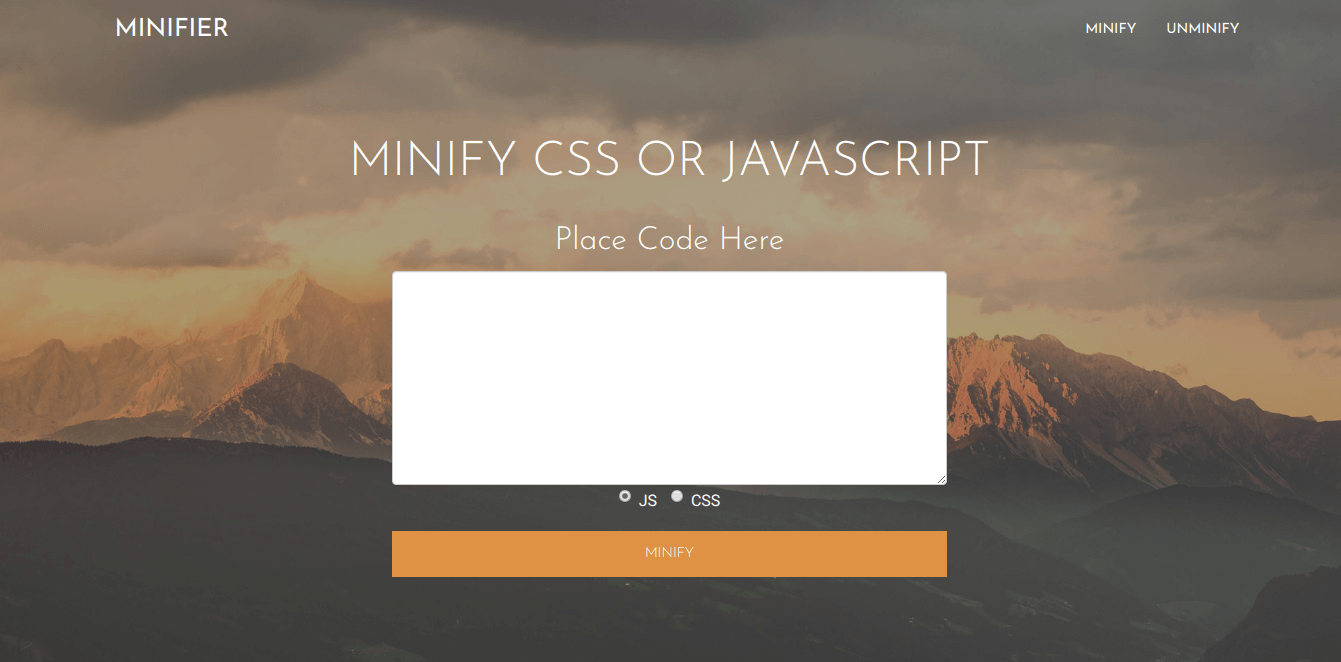 MINIFIER
MINIFY UNMINIFY
MINIFY CSS OR JAVASCRIPT
Place Code Here
JS CSS
MINIFY